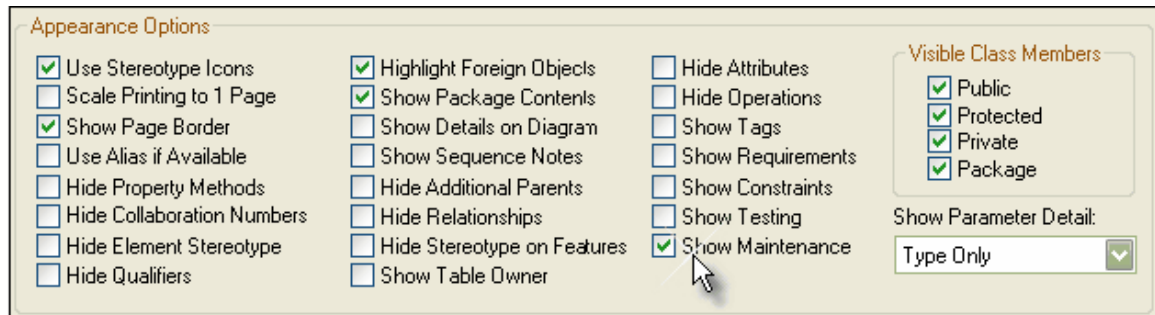 Appearance Options
Use Stereotype Icons
Scale Printing to 1 Page
Show Page Border
Use Alias if Available
Hide Property Methods
Hide Collaboration Numbers
Hide Element Stereotype
Hide Qualifiers
Highlight Foreign Objects
Show Package Contents
Show Details on Diagram
Show Sequence Notes
Hide Additional Parents
Hide Relationships
Hide Stereotype on Features
Show Table Owner
Hide Attributes
Hide Operations
Show Tags
Show Requirements
Show Constraints
Show Testing
Show Maintenance
Visible Class Members
Public
Protected
Private
Package
Show Parameter Detail:
Type Only